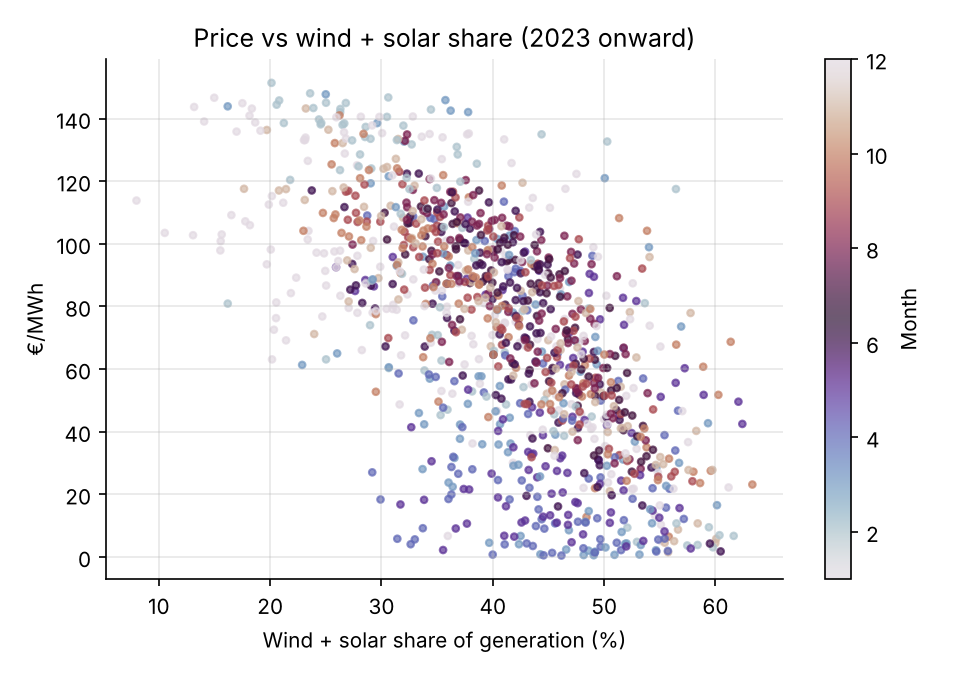 Price vs wind + solar share (2023 onward)
€/MWh
140
120
100
80
60
40
20
0
10 20 30 40 50 60
Wind + solar share of generation (%)
12
10
8
6
4
2
Month